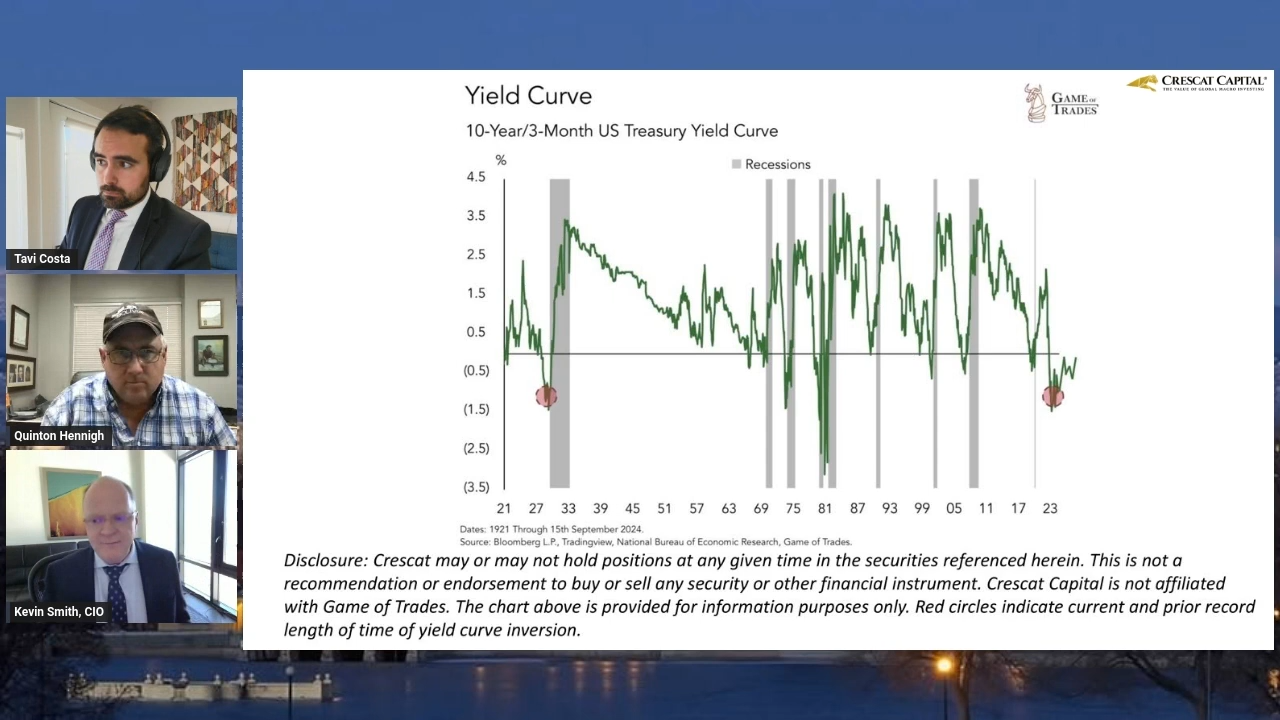 Yield Curve
10-Year/3-Month US Treasury Yield Curve
GAME OF
TRADES
CRESCAT CAPITAL®
THE VALUE OF GLOBAL MACRO INVESTING
%
Recessions
4.5
3.5
2.5
1.5
0.5
(0.5)
(1.5)
(2.5)
(3.5)
21 27 33 39 45 51 57 63 69 75 81 87 93 99 05 11 17 23
Dates: 1921 Through 15th September 2024.
Source: Bloomberg L.P., Tradingview, National Bureau of Economic Research, Game of Trades.
Disclosure: Crescat may or may not hold positions at any given time in the securities referenced herein. This is not a
recommendation or endorsement to buy or sell any security or other financial instrument. Crescat Capital is not affiliated
with Game of Trades. The chart above is provided for information purposes only. Red circles indicate current and prior record
length of time of yield curve inversion.
Tavi Costa
Quinton Hennigh
Kevin Smith, CIO